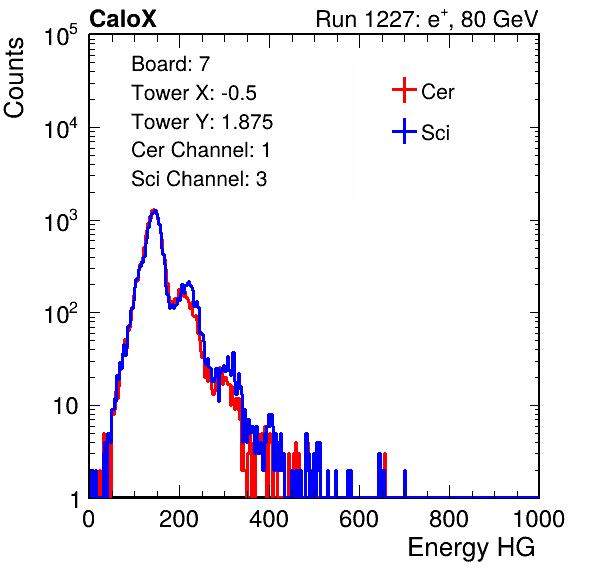 CaloX Run 1227: e⁺, 80 GeV
Counts
10⁵
10⁴
10³
10²
10
1
Board: 7
Tower X: -0.5
Tower Y: 1.875
Cer Channel: 1
Sci Channel: 3
Cer
Sci
0 200 400 600 800 1000
Energy HG